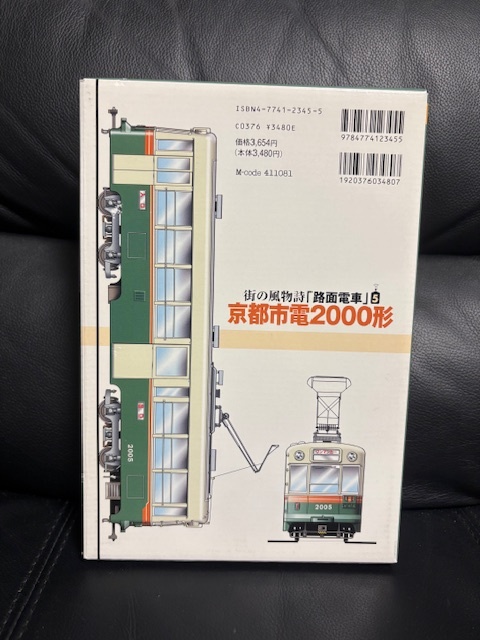 ISBN4-7741-2345-5
C0376 ¥3480E
価格3,654円
(本体3,480円)
M-code 411081
9784774123455
1920376034807
街の風物詩「路面電車」5
京都市電2000形
2005
2005